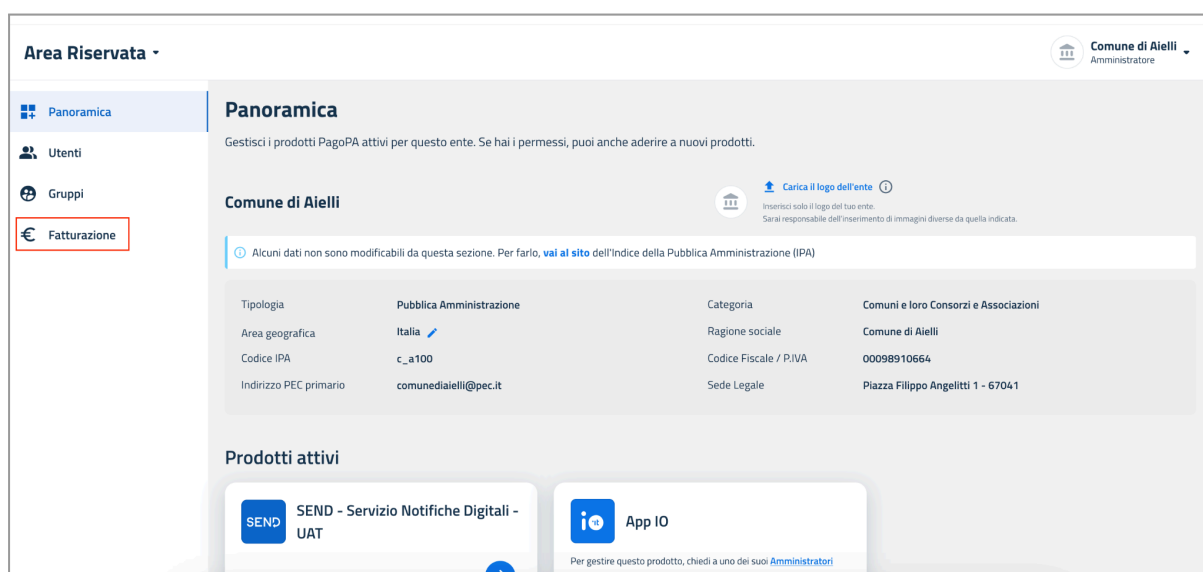 Area Riservata
Comune di Aielli
Amministratore
Panoramica
Utenti
Gruppi
Fatturazione
Panoramica
Gestisci i prodotti PagoPA attivi per questo ente. Se hai i permessi, puoi anche aderire a nuovi prodotti.
Comune di Aielli
Carica il logo dell'ente
Inserisci solo il logo del tuo ente.
Sarai responsabile dell'inserimento di immagini diverse da quella indicata.
Alcuni dati non sono modificabili da questa sezione. Per farlo, vai al sito dell'Indice della Pubblica Amministrazione (IPA)
Tipologia Pubblica Amministrazione
Area geografica Italia
Codice IPA c_a100
Indirizzo PEC primario comunediaielli@pec.it
Categoria Comuni e loro Consorzi e Associazioni
Ragione sociale Comune di Aielli
Codice Fiscale / P.IVA 00098910664
Sede Legale Piazza Filippo Angelitti 1 - 67041
Prodotti attivi
SEND
SEND - Servizio Notifiche Digitali -
UAT
io it
App IO
Per gestire questo prodotto, chiedi a uno dei suoi Amministratori